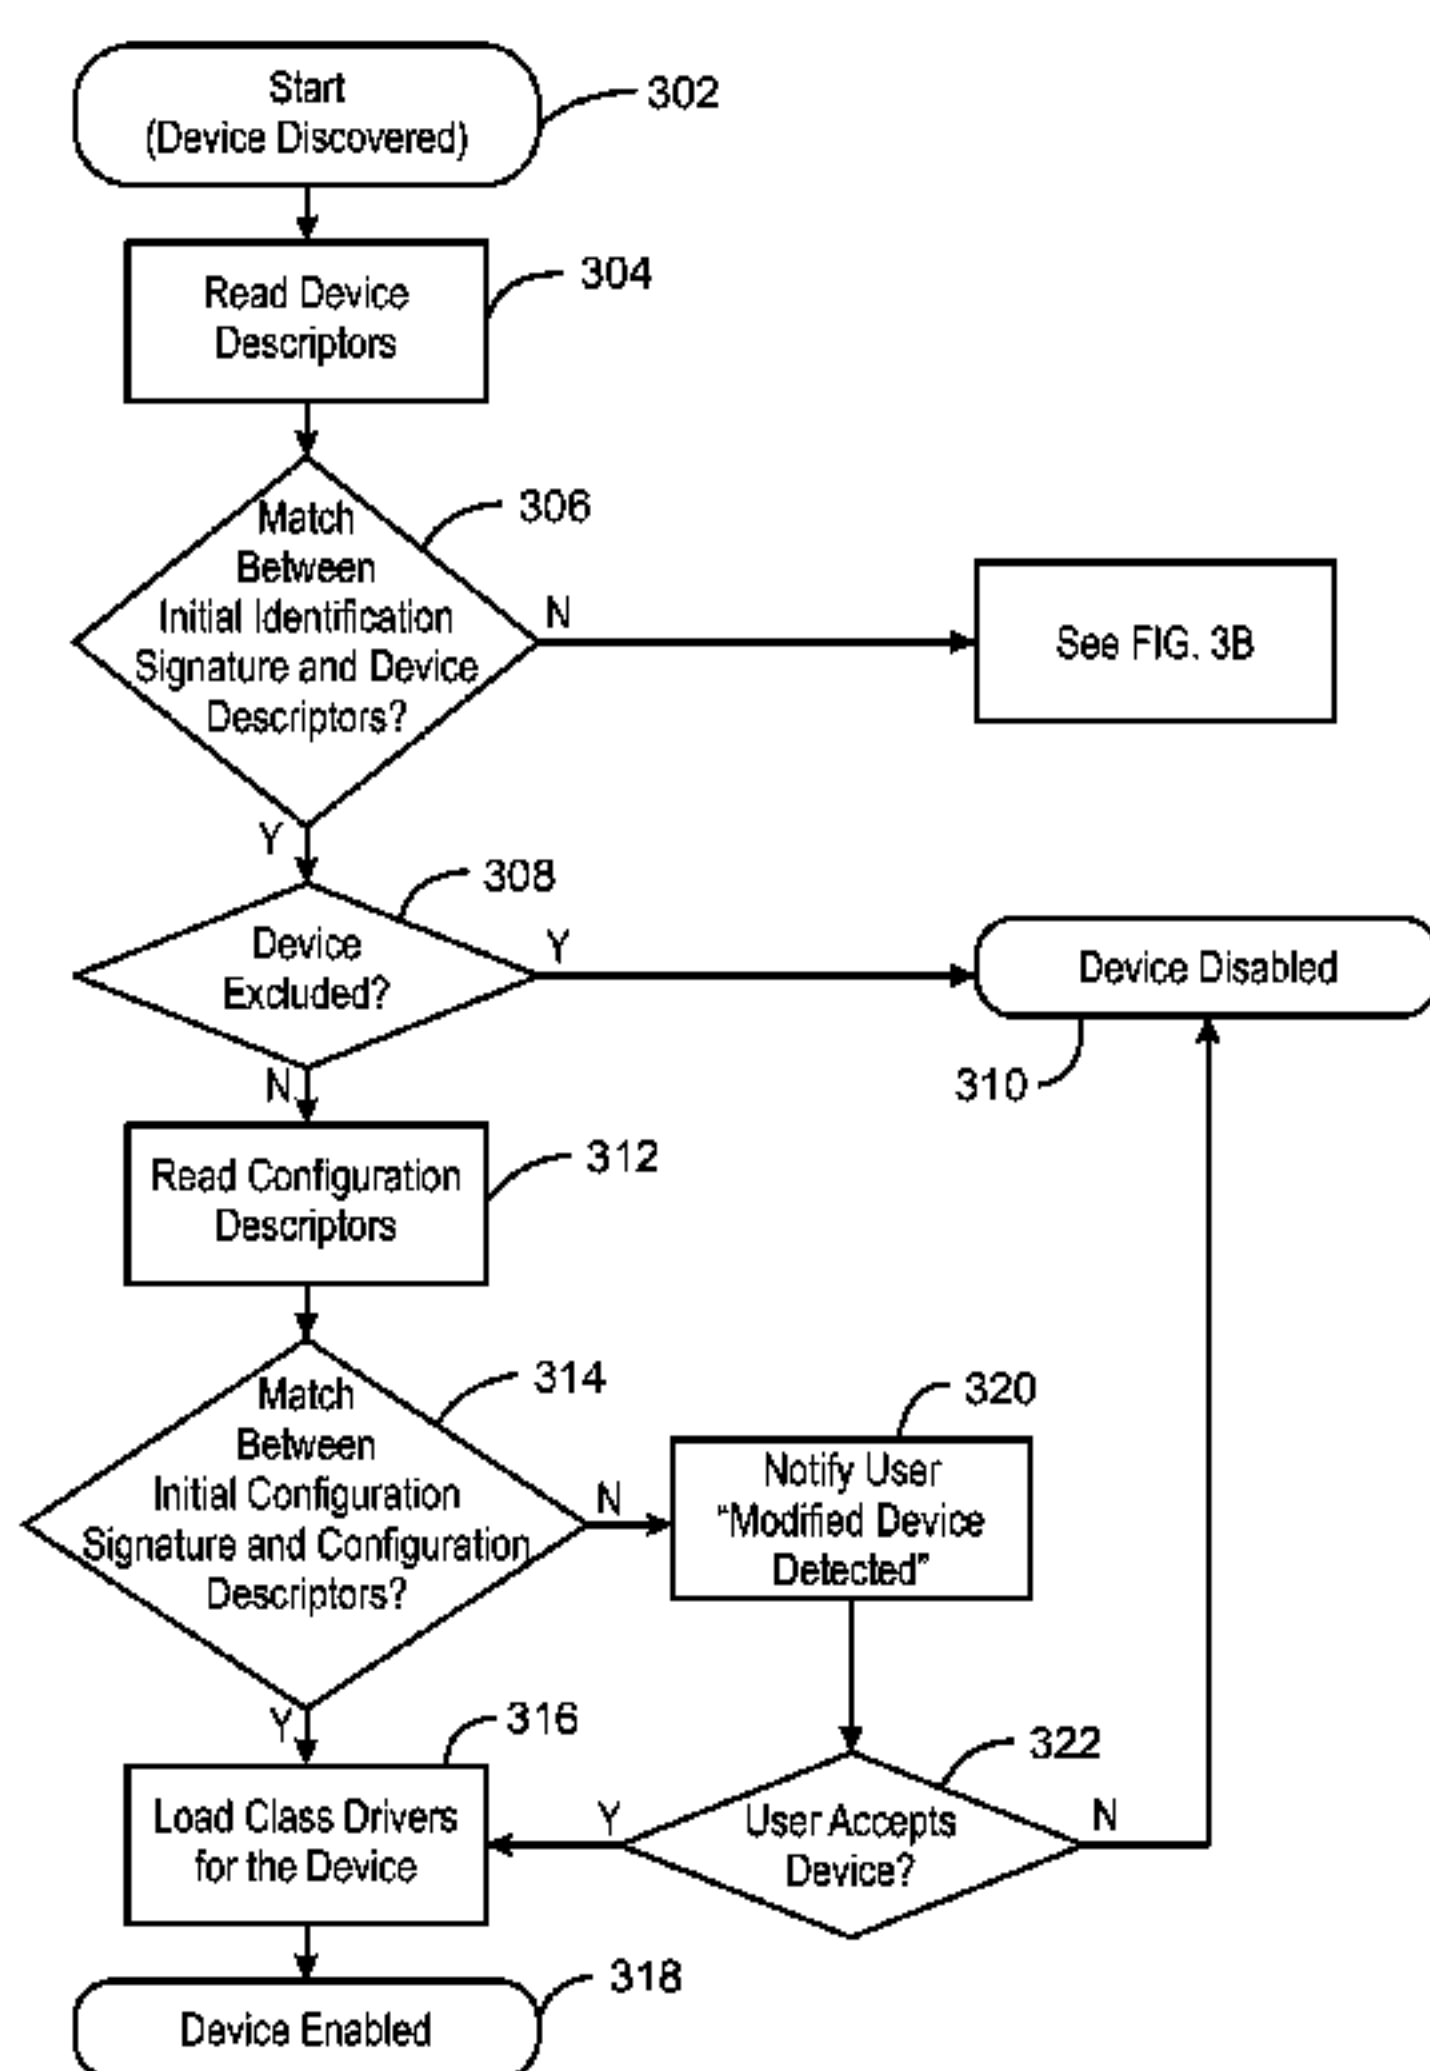 Start
(Device Discovered)
302
Read Device
Descriptors
304
Match
Between
Initial Identification
Signature and Device
Descriptors?
306
N
See FIG. 3B
Y
Device
Excluded?
308
Y
Device Disabled
310
N
Read Configuration
Descriptors
312
Match
Between
Initial Configuration
Signature and Configuration
Descriptors?
314
N
Notify User
“Modified Device
Detected”
320
Y
Load Class Drivers
for the Device
316
Y
User Accepts
Device?
322
N
Device Enabled
318